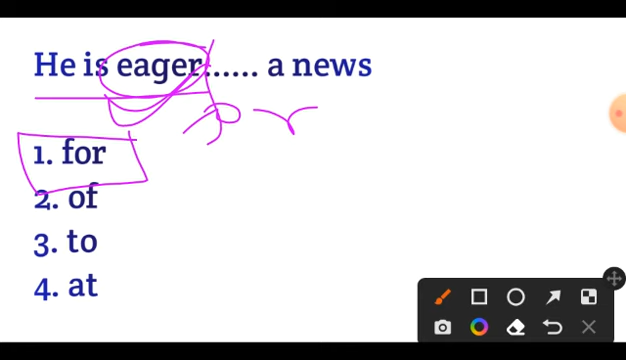 He is eager...... a news
1. for
2. of
3. to
4. at